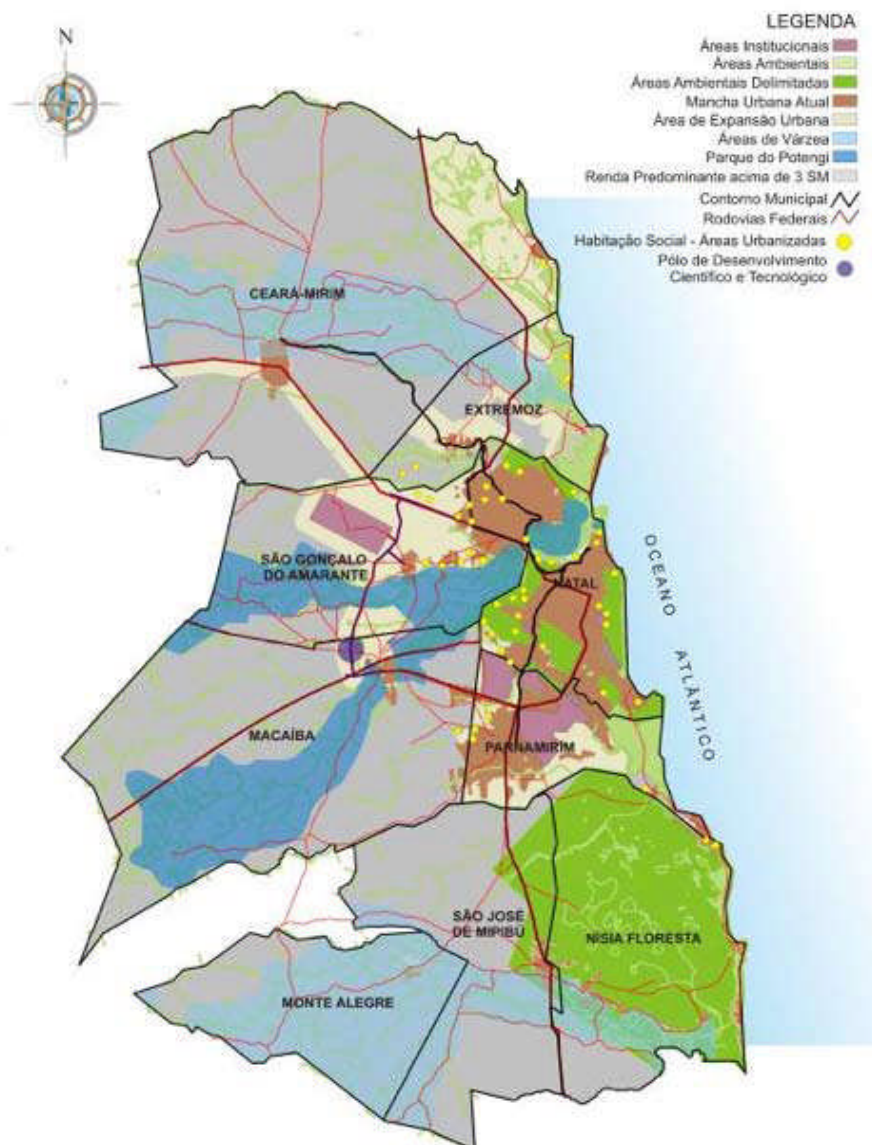 N
LEGENDA
Áreas Institucionais
Áreas Ambientais
Áreas Ambientais Delimitadas
Mancha Urbana Atual
Área de Expansão Urbana
Áreas de Várzea
Parque do Potengi
Renda Predominante acima de 3 SM
Contorno Municipal
Rodovias Federais
Habitação Social - Áreas Urbanizadas
Pólo de Desenvolvimento
Científico e Tecnológico
CEARÁ-MIRIM
EXTREMOZ
SÃO GONÇALO
DO AMARANTE
NATAL
OCEANO ATLÂNTICO
MACAÍBA
PARNAMIRIM
SÃO JOSÉ
DE MIPIBÚ
NÍSIA FLORESTA
MONTE ALEGRE